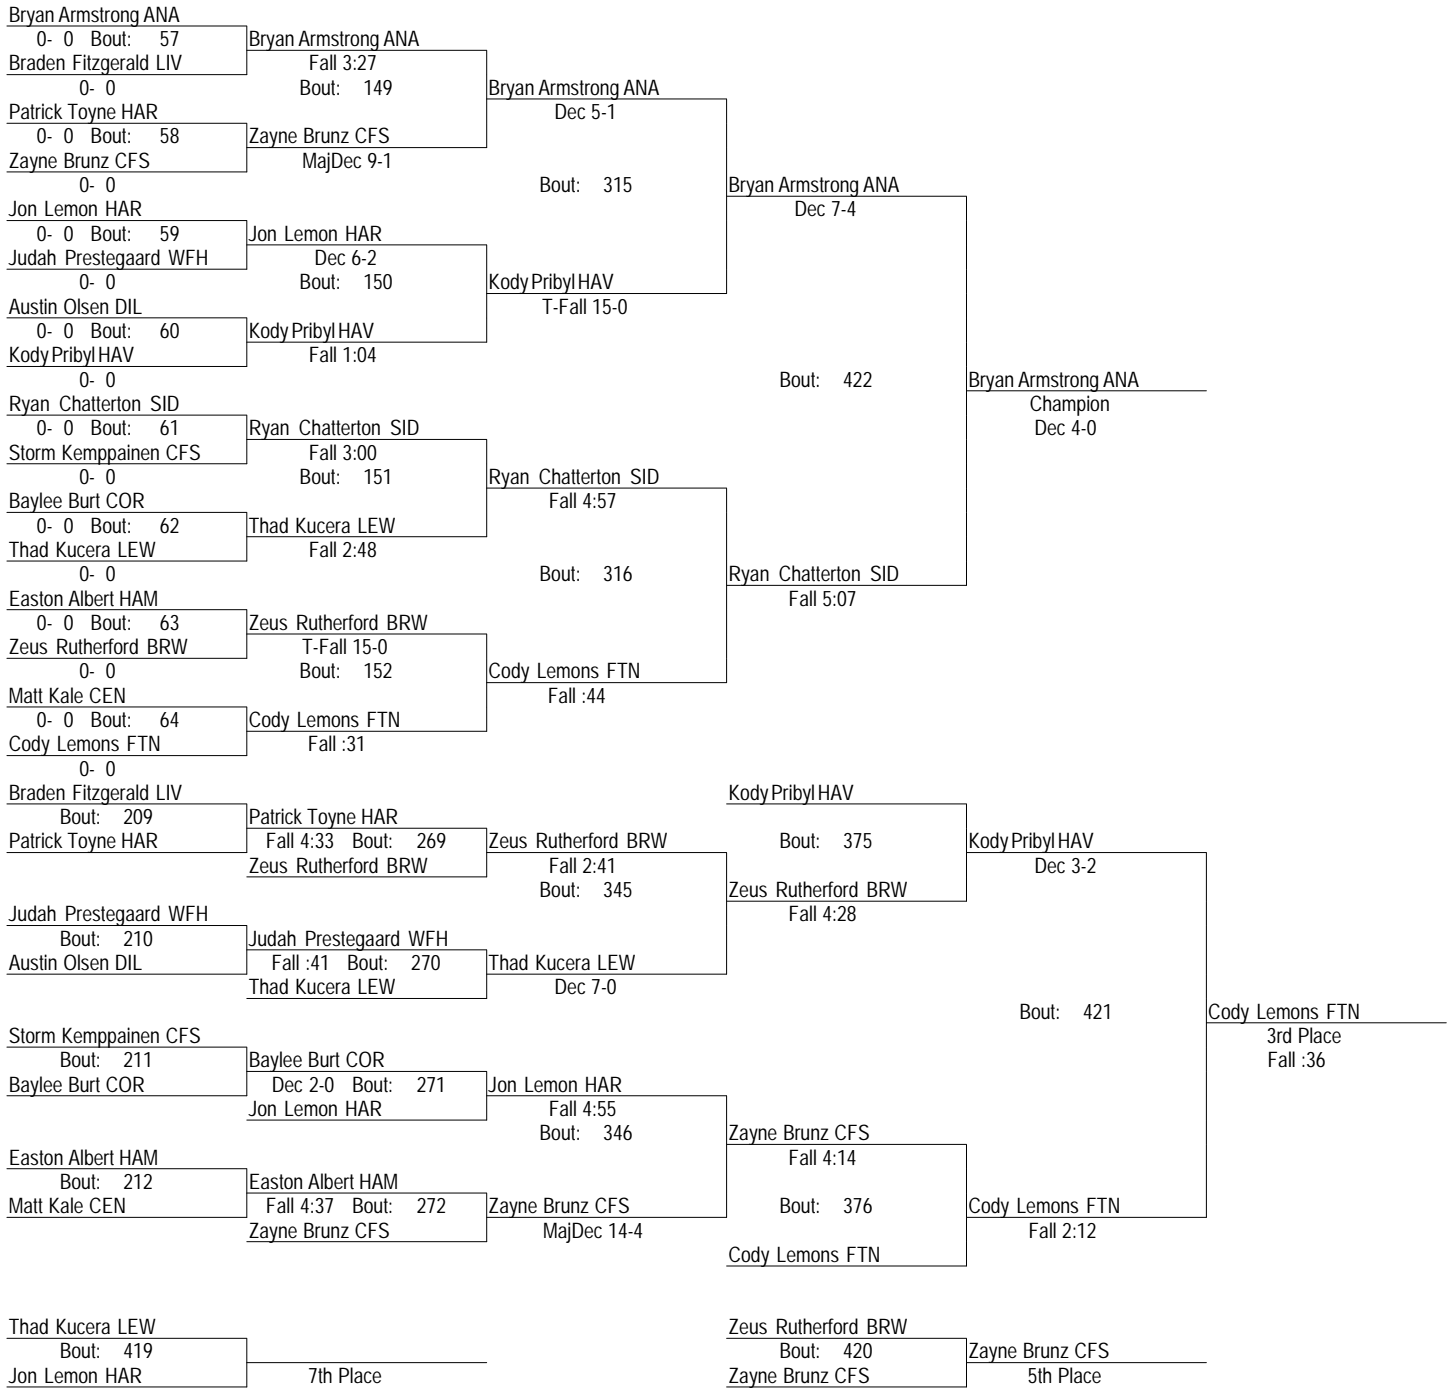 Bryan Armstrong ANA
0- 0 Bout: 57 Bryan Armstrong ANA
Braden Fitzgerald LIV Fall 3:27
0- 0 Bout: 149 Bryan Armstrong ANA
Patrick Toyne HAR Dec 5-1
0- 0 Bout: 58 Zayne Brunz CFS
Zayne Brunz CFS MajDec 9-1
0- 0 Bout: 315 Bryan Armstrong ANA
Jon Lemon HAR Dec 7-4
0- 0 Bout: 59 Jon Lemon HAR
Judah Prestegaard WFH Dec 6-2
0- 0 Bout: 150 Kody Pribyl HAV
Austin Olsen DIL T-Fall 15-0
0- 0 Bout: 60 Kody Pribyl HAV
Kody Pribyl HAV Fall 1:04
0- 0 Bout: 422 Bryan Armstrong ANA
Ryan Chatterton SID Champion
0- 0 Bout: 61 Ryan Chatterton SID Dec 4-0
Storm Kemppainen CFS Fall 3:00
0- 0 Bout: 151 Ryan Chatterton SID
Baylee Burt COR Fall 4:57
0- 0 Bout: 62 Thad Kucera LEW
Thad Kucera LEW Fall 2:48
0- 0 Bout: 316 Ryan Chatterton SID
Easton Albert HAM Fall 5:07
0- 0 Bout: 63 Zeus Rutherford BRW
Zeus Rutherford BRW T-Fall 15-0
0- 0 Bout: 152 Cody Lemons FTN
Matt Kale CEN Fall :44
0- 0 Bout: 64 Cody Lemons FTN
Cody Lemons FTN Fall :31
0- 0
Braden Fitzgerald LIV Kody Pribyl HAV
Bout: 209 Patrick Toyne HAR
Patrick Toyne HAR Fall 4:33 Bout: 269 Zeus Rutherford BRW Bout: 375 Kody Pribyl HAV
Zeus Rutherford BRW Fall 2:41 Dec 3-2
Bout: 345 Zeus Rutherford BRW
Judah Prestegaard WFH Fall 4:28
Bout: 210 Judah Prestegaard WFH
Austin Olsen DIL Fall :41 Bout: 270 Thad Kucera LEW
Thad Kucera LEW Dec 7-0
Bout: 421 Cody Lemons FTN
Storm Kemppainen CFS 3rd Place
Bout: 211 Baylee Burt COR Fall :36
Baylee Burt COR Dec 2-0 Bout: 271 Jon Lemon HAR
Jon Lemon HAR Fall 4:55
Bout: 346 Zayne Brunz CFS
Easton Albert HAM Fall 4:14
Bout: 212 Easton Albert HAM
Matt Kale CEN Fall 4:37 Bout: 272 Zayne Brunz CFS Bout: 376 Cody Lemons FTN
Zayne Brunz CFS MajDec 14-4 Fall 2:12
Cody Lemons FTN
Thad Kucera LEW Zeus Rutherford BRW
Bout: 419 Bout: 420 Zayne Brunz CFS
Jon Lemon HAR 7th Place Zayne Brunz CFS 5th Place